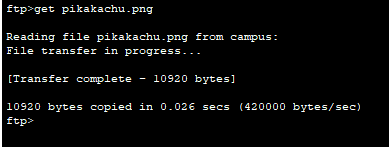 ftp>get pikakachu.png
Reading file pikakachu.png from campus:
File transfer in progress...
[Transfer complete - 10920 bytes]
10920 bytes copied in 0.026 secs (420000 bytes/sec)
ftp>